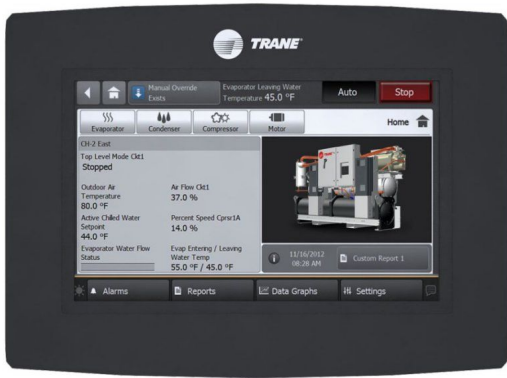 TRANE
Manual Override
Exists
Evaporator Leaving Water
Temperature 45.0 °F
Auto
Stop
Evaporator
Condenser
Compressor
Motor
Home
CH-2 East
Top Level Mode Ckt1
Stopped
Outdoor Air
Temperature
80.0 °F
Air Flow Ckt1
37.0 %
Active Chilled Water
Setpoint
44.0 °F
Percent Speed Cprsr1A
14.0 %
Evaporator Water Flow
Status
Evap Entering / Leaving
Water Temp
55.0 °F / 45.0 °F
11/16/2012
08:28 AM
Custom Report 1
Alarms
Reports
Data Graphs
Settings